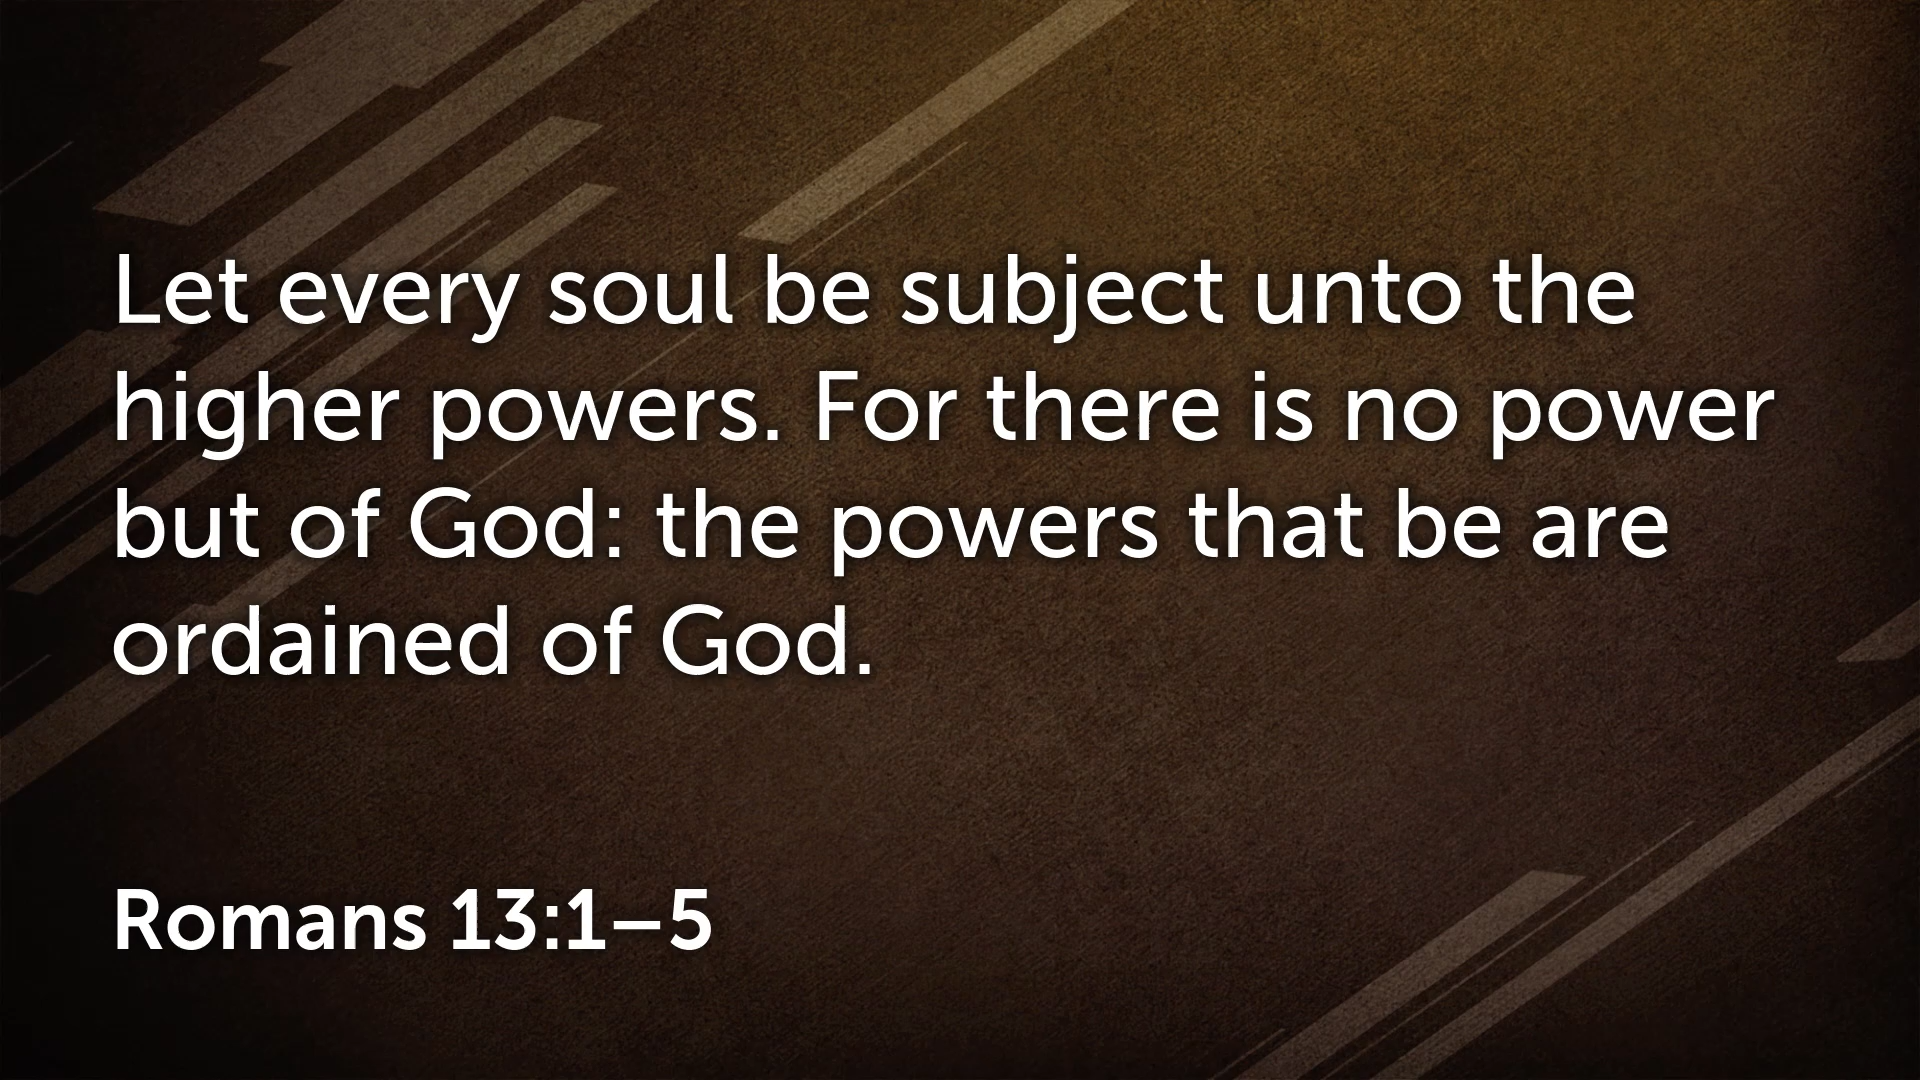 Let every soul be subject unto the
higher powers. For there is no power
but of God: the powers that be are
ordained of God.
Romans 13:1–5